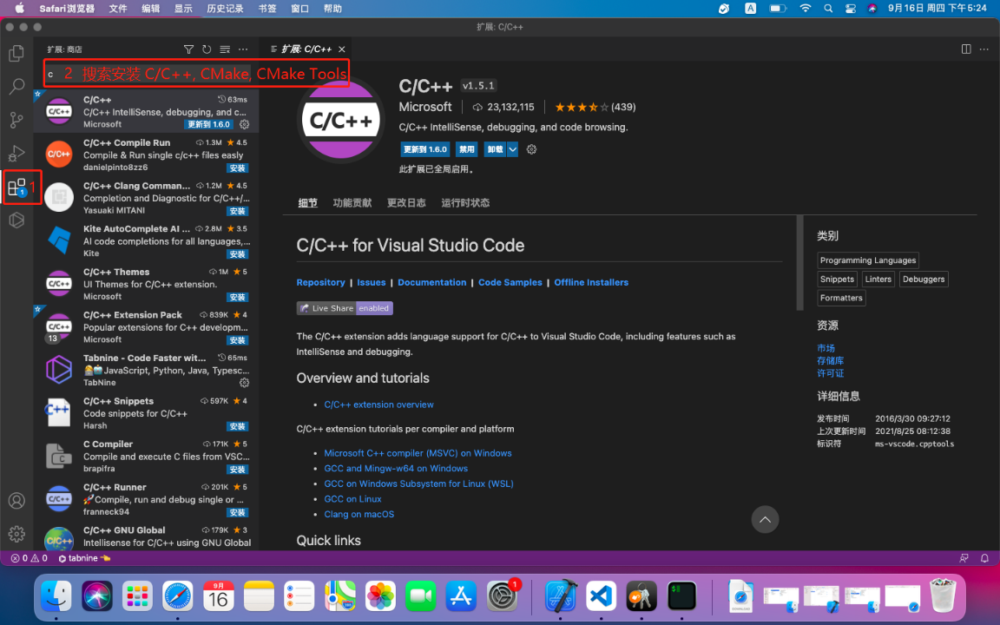 Safari浏览器 文件 编辑 显示 历史记录 书签 窗口 帮助
A
9月16日 周四 下午5:24
扩展: C/C++
扩展: 商店
扩展: C/C++
c 2 搜索安装 C/C++, CMake, CMake Tools
1
1
C/C++ 63ms
C/C++ IntelliSense, debugging, and c...
Microsoft 更新到 1.6.0
C/C++ Compile Run 1.3M 4.5
Compile & Run single c/c++ files easily
danielpinto8zz6 安装
C/C++ Clang Comman... 1.2M 4.5
Completion and Diagnostic for C/C++/...
Yasuaki MITANI 安装
Kite AutoComplete AI ... 2.8M 3.5
AI code completions for all languages,...
Kite 安装
C/C++ Themes 1M 5
UI Themes for C/C++ extension.
Microsoft 安装
C/C++ Extension Pack 839K 4
Popular extensions for C++ developm...
Microsoft 安装
13
Tabnine - Code Faster wit... 65ms
JavaScript, Python, Java, Typesc...
TabNine
C/C++ Snippets 597K 4
Code snippets for C/C++
Harsh 安装
C Compiler 171K 5
Compile and execute C files from VSC...
brapifra 安装
C/C++ Runner 201K 5
🚀Compile, run and debug single or ...
franneck94 安装
C/C++ GNU Global 179K 3
Intellisense for C/C++ using GNU Global
C/C++
C/C++
C/C++
C/C++
C++
C/C++
C/C++
C/C++
C/C++ v1.5.1
Microsoft 23,132,115 (439)
C/C++ IntelliSense, debugging, and code browsing.
更新到 1.6.0 禁用 卸载
此扩展已全局启用。
细节 功能贡献 更改日志 运行时状态
C/C++ for Visual Studio Code
Repository | Issues | Documentation | Code Samples | Offline Installers
Live Share enabled
The C/C++ extension adds language support for C/C++ to Visual Studio Code, including features such as
IntelliSense and debugging.
Overview and tutorials
• C/C++ extension overview
C/C++ extension tutorials per compiler and platform
• Microsoft C++ compiler (MSVC) on Windows
• GCC and Mingw-w64 on Windows
• GCC on Windows Subsystem for Linux (WSL)
• GCC on Linux
• Clang on macOS
Quick links
类别
Programming Languages
Snippets Linters Debuggers
Formatters
资源
市场
存储库
许可证
详细信息
发布时间 2016/3/30 09:27:12
上次更新时间 2021/8/25 08:12:38
标识符 ms-vscode.cpptools
0 0 tabnine
9月
16
1